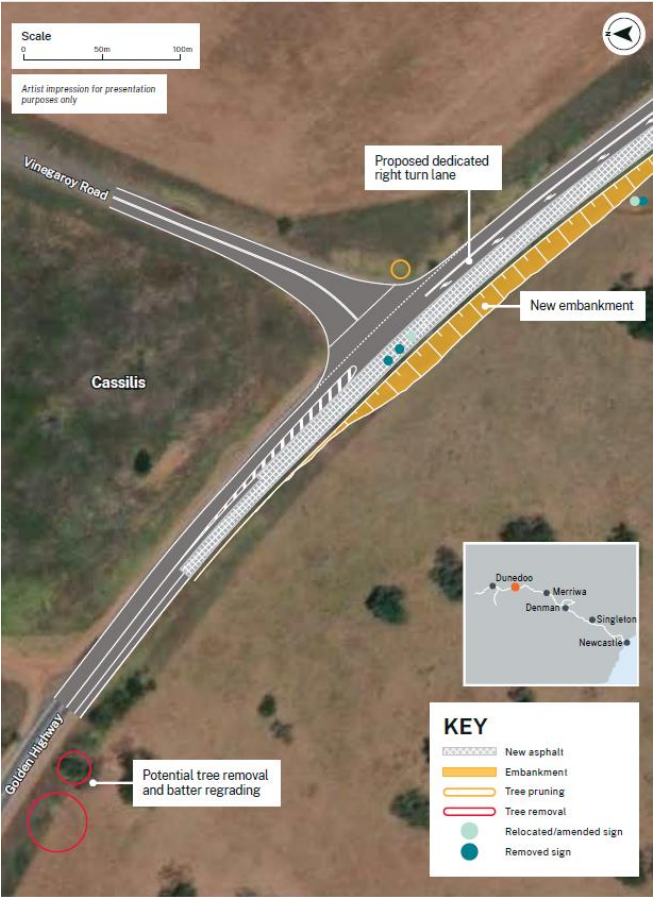 Scale
0 50m 100m
Artist impression for presentation
purposes only
N
Vinegaroy Road
Proposed dedicated
right turn lane
New embankment
Cassilis
Dunedoo
Merriwa
Denman
Singleton
Newcastle
Golden Highway
Potential tree removal
and batter regrading
KEY
New asphalt
Embankment
Tree pruning
Tree removal
Relocated/amended sign
Removed sign